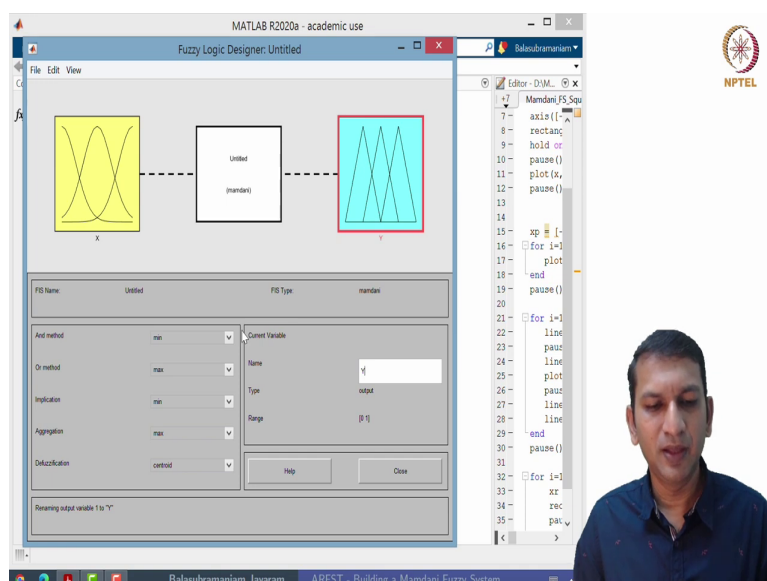 MATLAB R2020a - academic use
Fuzzy Logic Designer: Untitled
Balasubramaniam
File Edit View
NPTEL
Editor - D:\M...
+7 Mamdani_FS_Squ
fx
Untitled
(mamdani)
X
Y
FIS Name: Untitled FIS Type: mamdani
And method min
Or method max
Implication min
Aggregation max
Defuzzification centroid
Current Variable
Name Y
Type output
Range [0 1]
Help Close
Renaming output variable 1 to "Y"
7 axis([-
8 rectang
9 hold on
10 pause()
11 plot(x,
12 pause()
13
14
15 xp = [-
16 for i=1
17 plot
18 end
19 pause()
20
21 for i=1
22 line
23 paus
24 line
25 plot
26 paus
27 line
28 line
29 end
30 pause()
31
32 for i=1
33 xr
34 rec
35 pau
Balasubramaniam Jayaram AREST - Building a Mamdani Fuzzy System